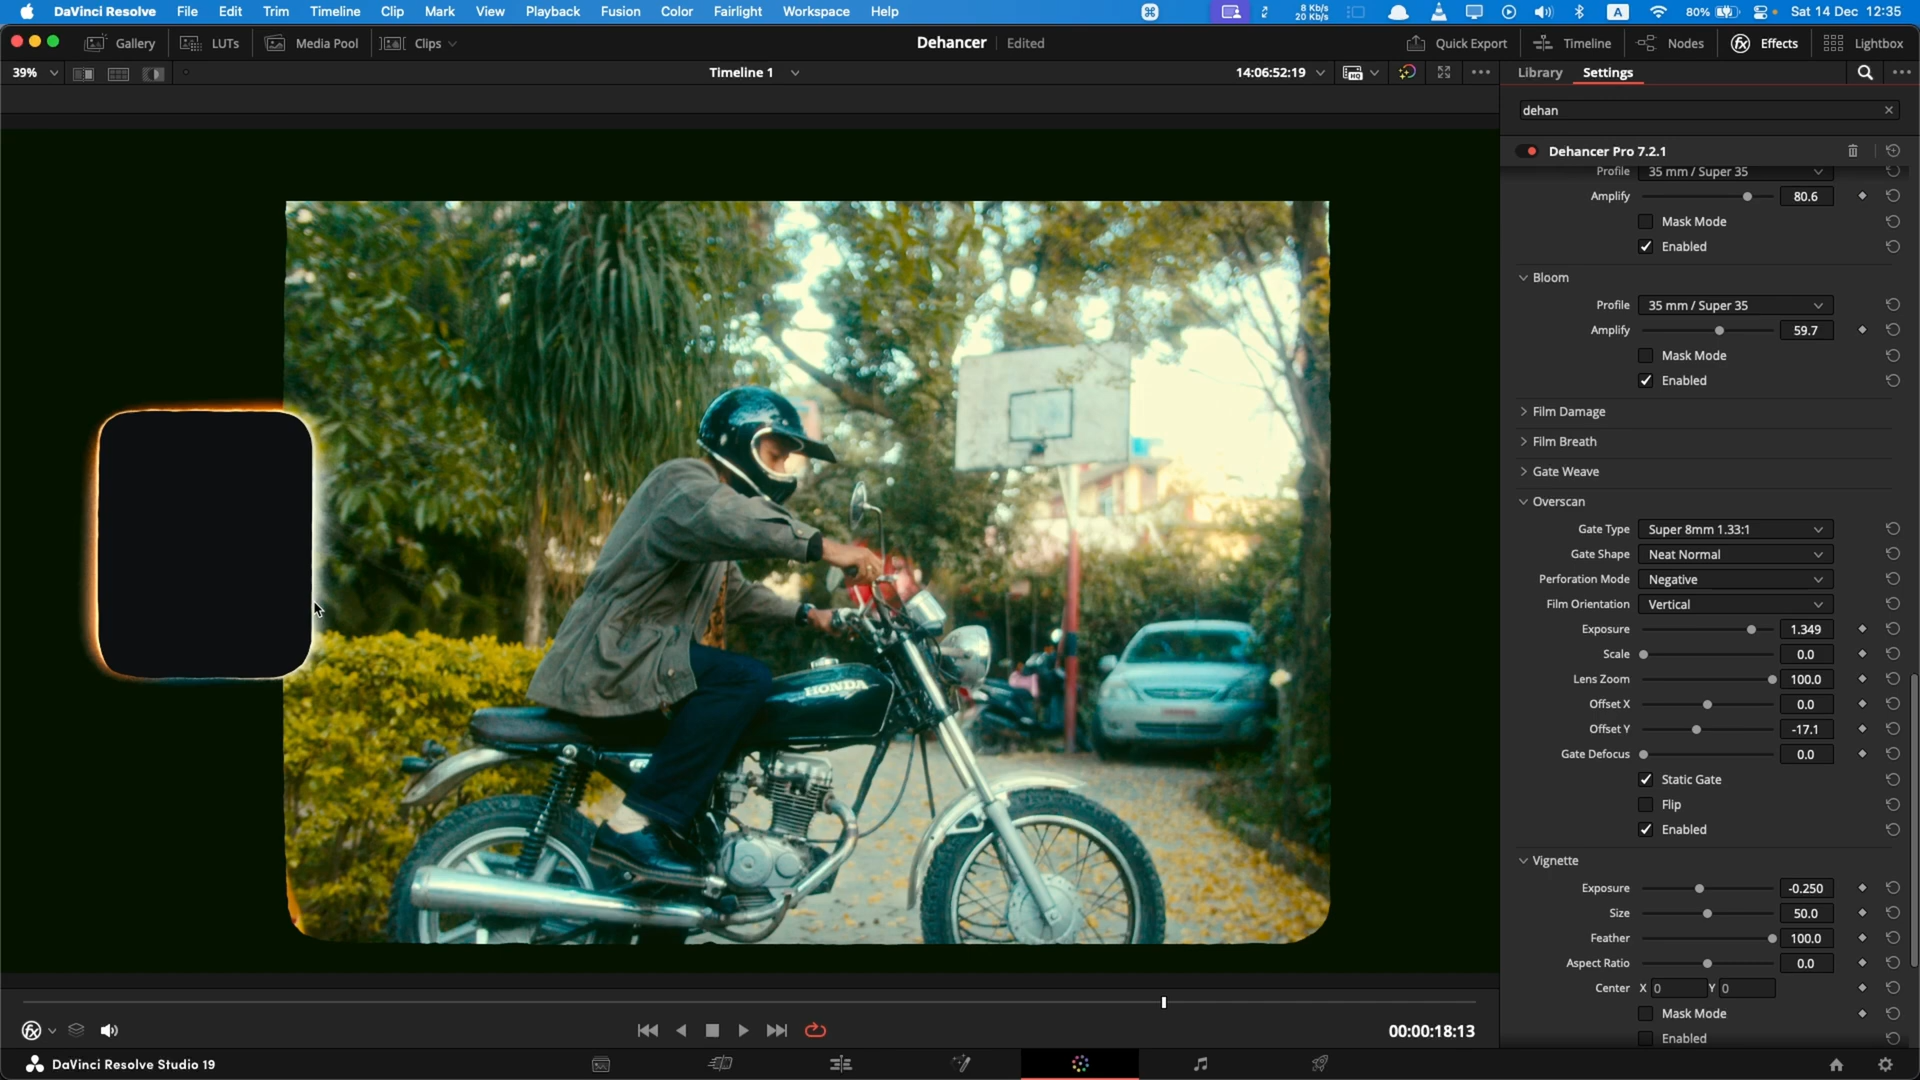 DaVinci Resolve File Edit Trim Timeline Clip Mark View Playback Fusion Color Fairlight Workspace Help
8 Kb/s
20 Kb/s
A
80%
Sat 14 Dec 12:35
Gallery LUTs Media Pool Clips
Dehancer Edited
Quick Export Timeline Nodes Effects Lightbox
39%
Timeline 1
14:06:52:19
HQ
Library Settings
dehan
Dehancer Pro 7.2.1
Profile 35 mm / Super 35
Amplify 80.6
Mask Mode
Enabled
Bloom
Profile 35 mm / Super 35
Amplify 59.7
Mask Mode
Enabled
Film Damage
Film Breath
Gate Weave
Overscan
Gate Type Super 8mm 1.33:1
Gate Shape Neat Normal
Perforation Mode Negative
Film Orientation Vertical
Exposure 1.349
Scale 0.0
Lens Zoom 100.0
Offset X 0.0
Offset Y -17.1
Gate Defocus 0.0
Static Gate
Flip
Enabled
Vignette
Exposure -0.250
Size 50.0
Feather 100.0
Aspect Ratio 0.0
Center X 0 Y 0
Mask Mode
Enabled
HONDA
00:00:18:13
DaVinci Resolve Studio 19